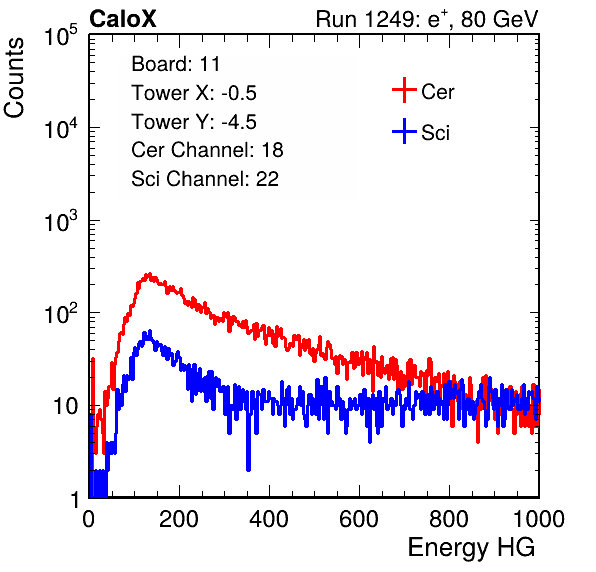 CaloX Run 1249: e⁺, 80 GeV
Counts
Board: 11
Tower X: -0.5
Tower Y: -4.5
Cer Channel: 18
Sci Channel: 22
Cer
Sci
10⁵
10⁴
10³
10²
10
1
0 200 400 600 800 1000
Energy HG